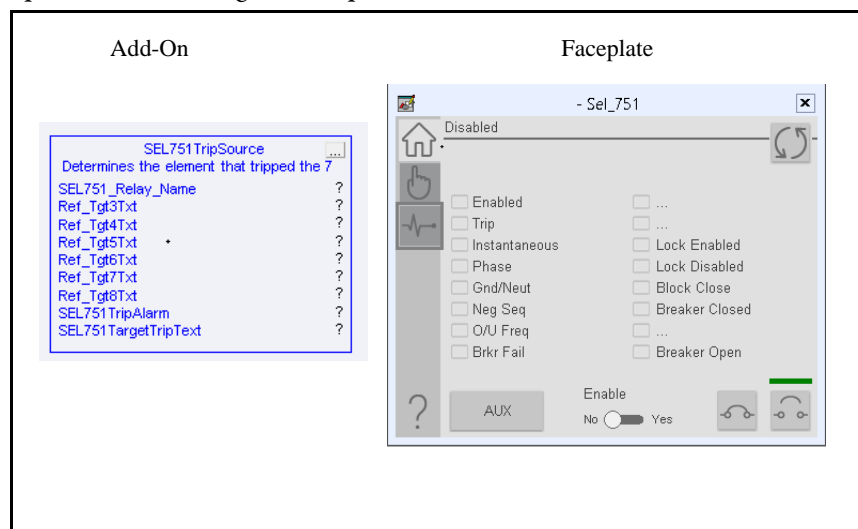 Add-On
Faceplate
SEL751TripSource
...
Determines the element that tripped the 7
SEL751_Relay_Name ?
Ref_Tgt3Txt ?
Ref_Tgt4Txt ?
Ref_Tgt5Txt ?
Ref_Tgt6Txt ?
Ref_Tgt7Txt ?
Ref_Tgt8Txt ?
SEL751TripAlarm ?
SEL751TargetTripText ?
- Sel_751
Disabled
Enabled
Trip
Instantaneous
Phase
Gnd/Neut
Neg Seq
O/U Freq
Brkr Fail
...
...
Lock Enabled
Lock Disabled
Block Close
Breaker Closed
...
Breaker Open
?
AUX
Enable
No Yes